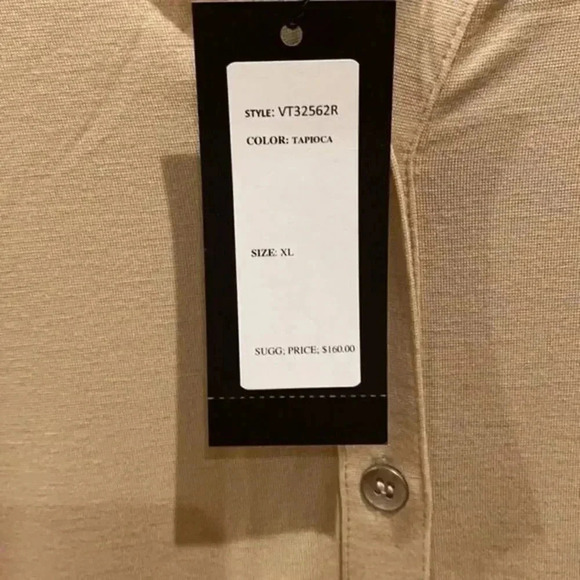 STYLE: VT32562R
COLOR: TAPIOCA
SIZE: XL
SUGG; PRICE; $160.00